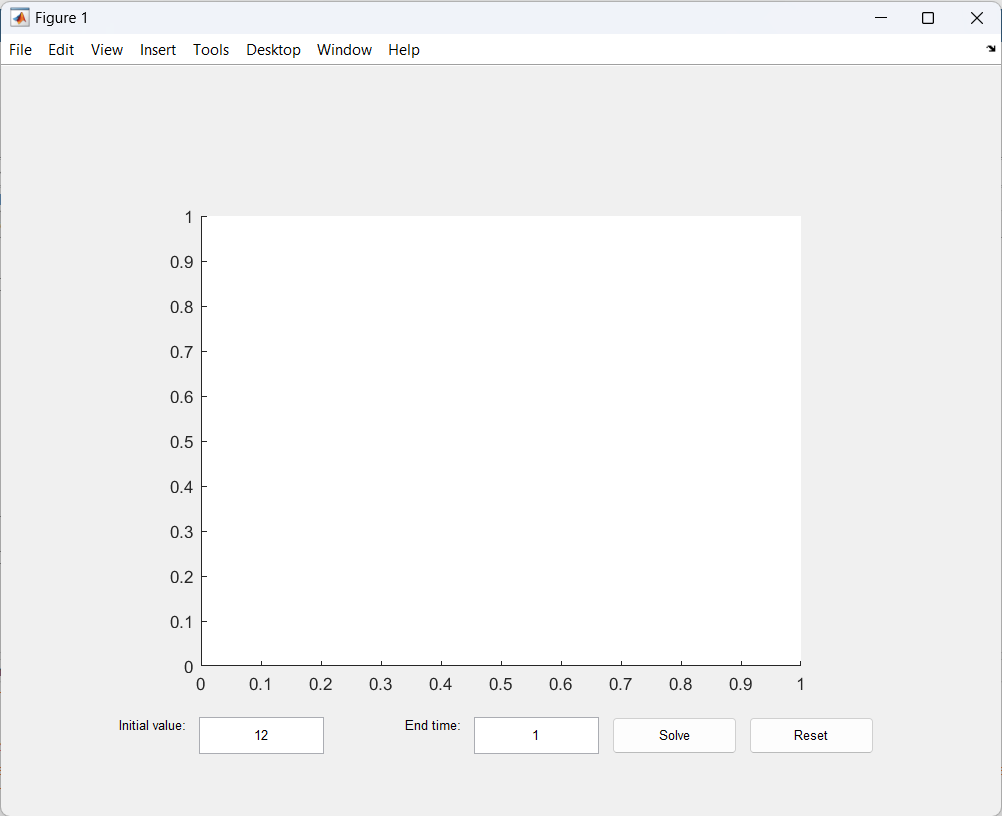 Figure 1
File Edit View Insert Tools Desktop Window Help
1
0.9
0.8
0.7
0.6
0.5
0.4
0.3
0.2
0.1
0
0 0.1 0.2 0.3 0.4 0.5 0.6 0.7 0.8 0.9 1
Initial value: 12 End time: 1 Solve Reset